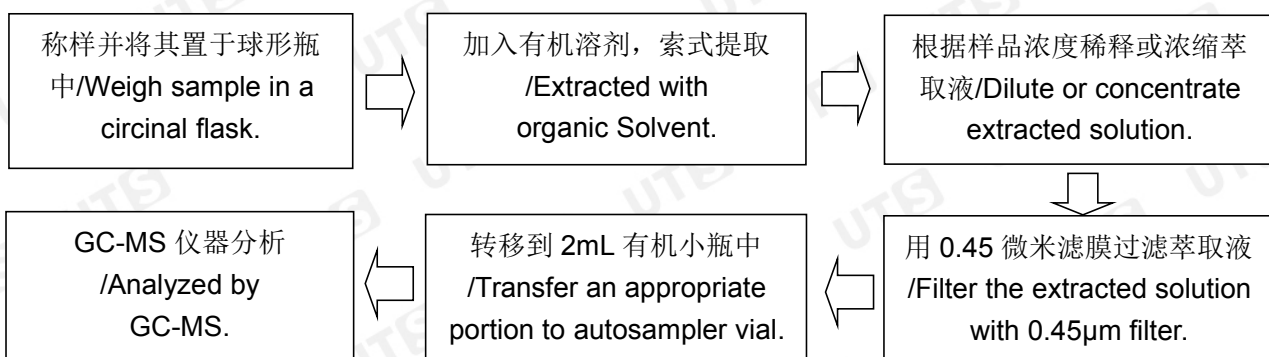 称样并将其置于球形瓶
中/Weigh sample in a
circinal flask.
加入有机溶剂，索式提取
/Extracted with
organic Solvent.
根据样品浓度稀释或浓缩萃
取液/Dilute or concentrate
extracted solution.
用 0.45 微米滤膜过滤萃取液
/Filter the extracted solution
with 0.45µm filter.
转移到 2mL 有机小瓶中
/Transfer an appropriate
portion to autosampler vial.
GC-MS 仪器分析
/Analyzed by
GC-MS.